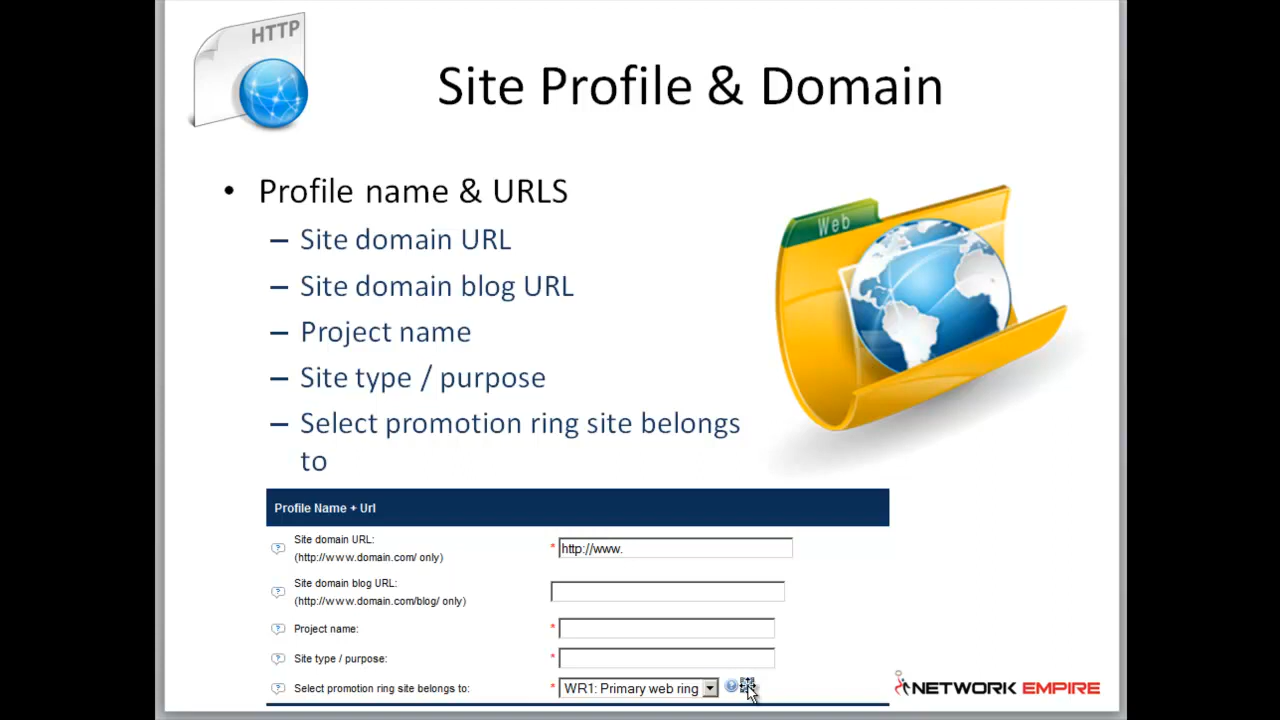 HTTP
Site Profile & Domain
• Profile name & URLS
– Site domain URL
– Site domain blog URL
– Project name
– Site type / purpose
– Select promotion ring site belongs
to
Web
Profile Name + Url
Site domain URL:
(http://www.domain.com/ only)
* http://www.
Site domain blog URL:
(http://www.domain.com/blog/ only)
Project name: *
Site type / purpose: *
Select promotion ring site belongs to: * WR1: Primary web ring
NETWORK EMPIRE